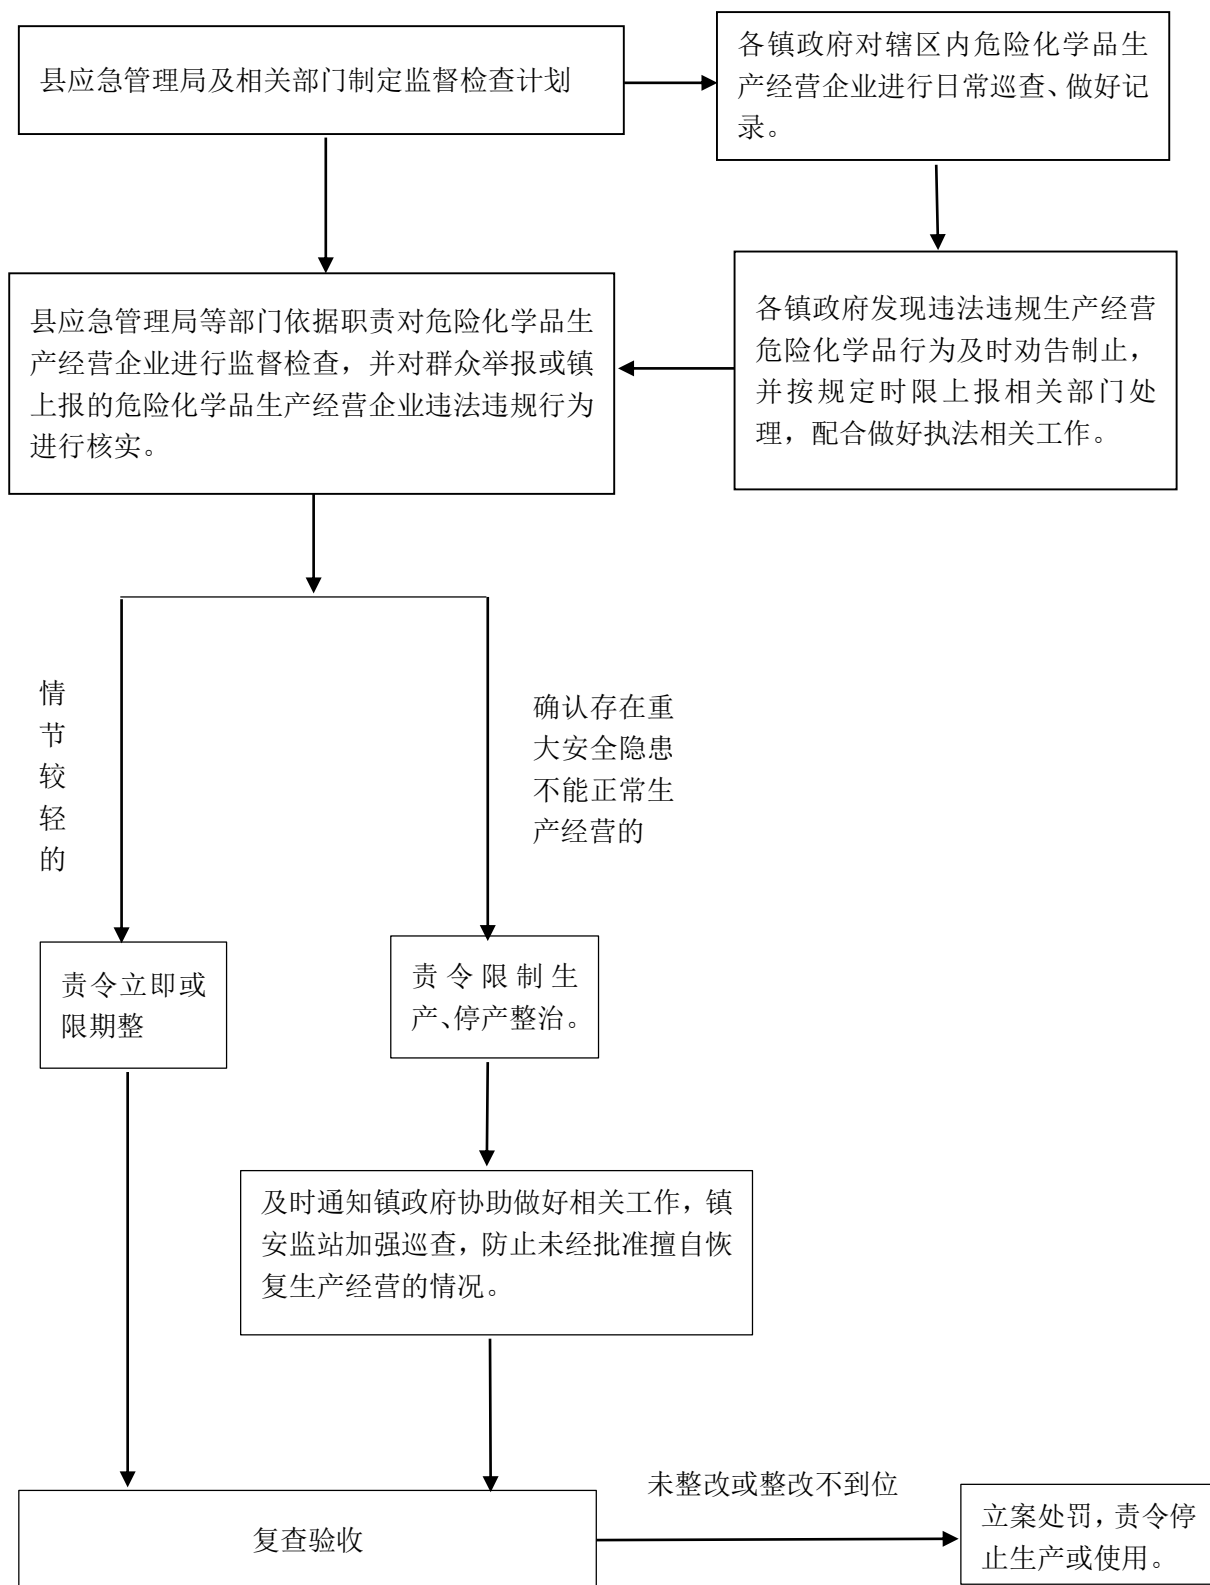 县应急管理局及相关部门制定监督检查计划
各镇政府对辖区内危险化学品生
产经营企业进行日常巡查、做好记
录。
县应急管理局等部门依据职责对危险化学品生
产经营企业进行监督检查，并对群众举报或镇
上报的危险化学品生产经营企业违法违规行为
进行核实。
各镇政府发现违法违规生产经营
危险化学品行为及时劝告制止，
并按规定时限上报相关部门处
理，配合做好执法相关工作。
情
节
较
轻
的
确认存在重
大安全隐患
不能正常生
产经营的
责令立即或
限期整
责令限制生
产、停产整治。
及时通知镇政府协助做好相关工作，镇
安监站加强巡查，防止未经批准擅自恢
复生产经营的情况。
复查验收
未整改或整改不到位
立案处罚，责令停
止生产或使用。